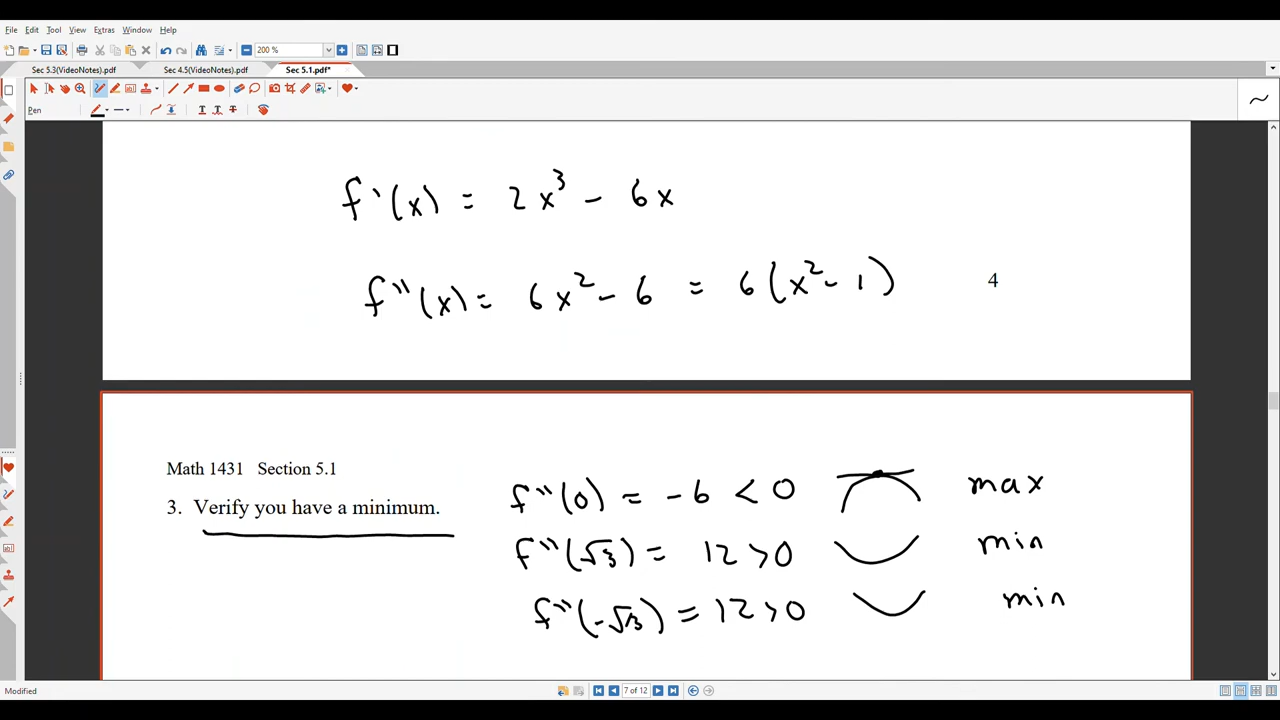 File Edit Tool View Extras Window Help
200 %
Sec 5.3(VideoNotes).pdf Sec 4.5(VideoNotes).pdf Sec 5.1.pdf*
Pen
f'(x) = 2x³ - 6x
f''(x) = 6x² - 6 = 6(x² - 1)
4
Math 1431 Section 5.1
3. Verify you have a minimum.
f''(0) = -6 < 0 max
f''(√3) = 12 > 0 min
f''(-√3) = 12 > 0 min
Modified
7 of 12